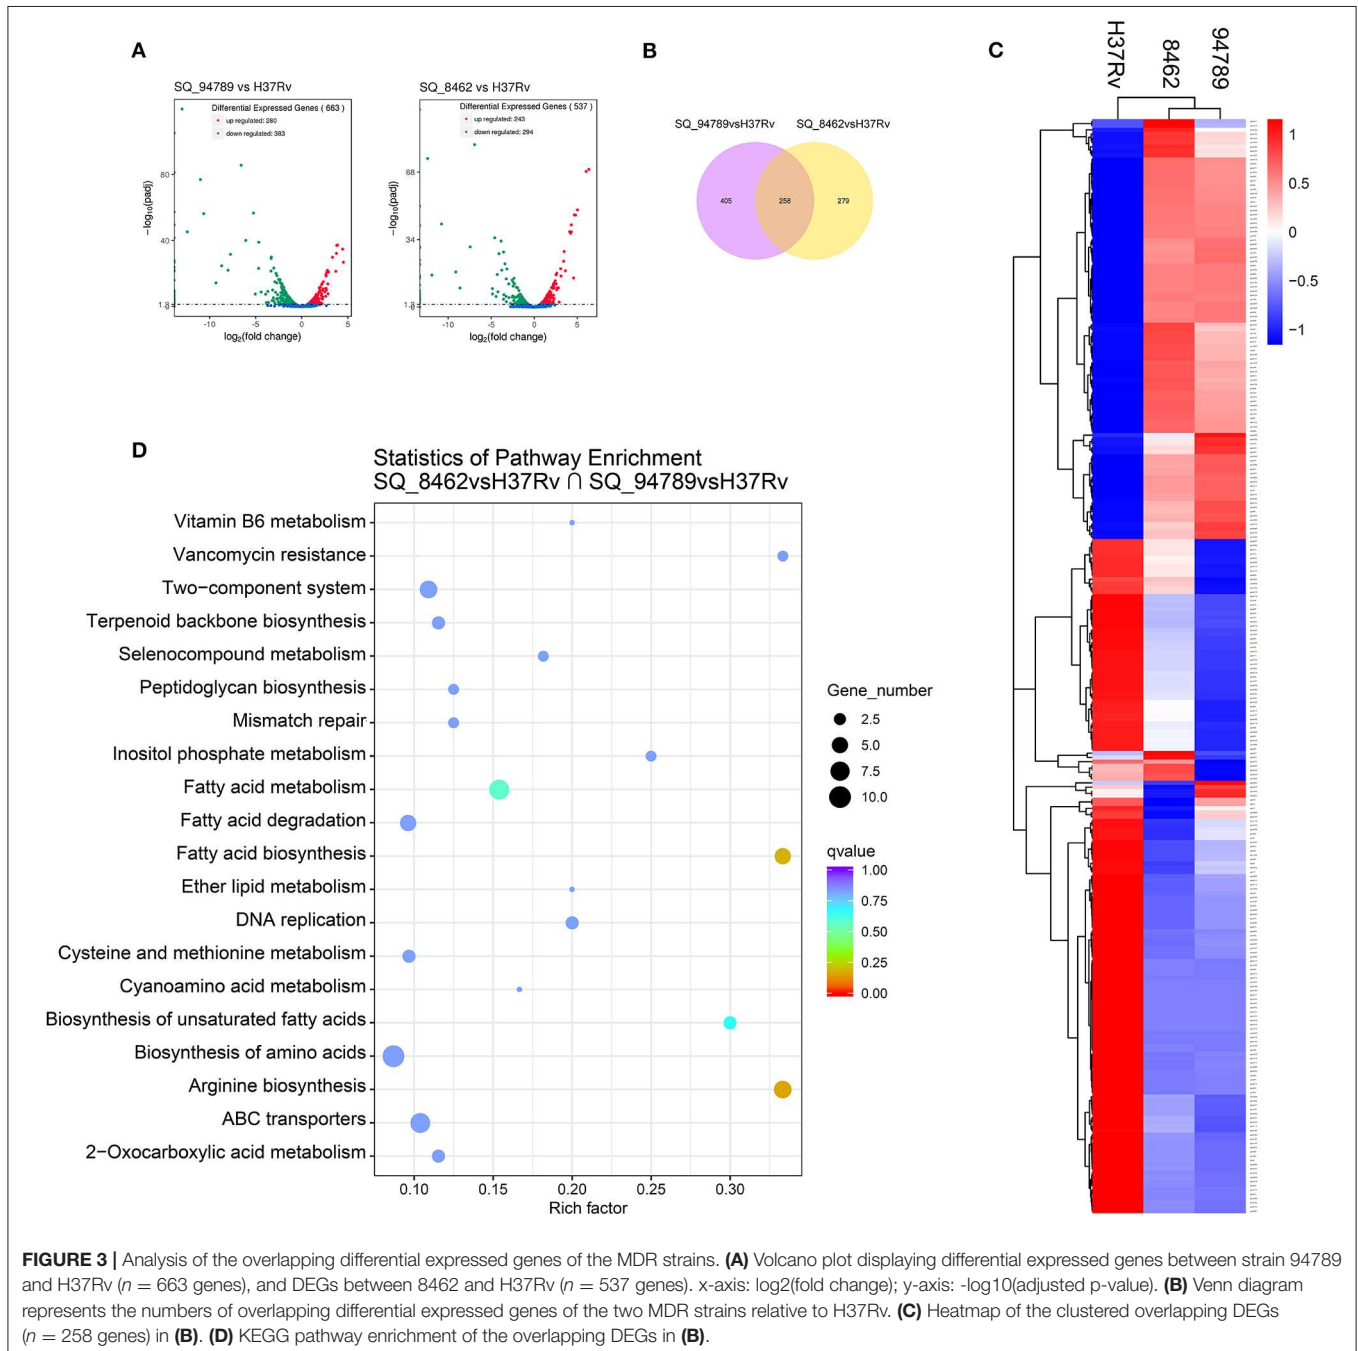 A
SQ_94789 vs H37Rv
Differential Expressed Genes ( 663 )
up regulated: 280
down regulated: 383
−log10(padj)
80
40
1.3
0
-10
-5
0
5
log2(fold change)
SQ_8462 vs H37Rv
Differential Expressed Genes ( 537 )
up regulated: 243
down regulated: 294
−log10(padj)
68
34
1.3
0
-10
-5
0
5
log2(fold change)
B
SQ_94789vsH37Rv
SQ_8462vsH37Rv
405
258
279
C
H37Rv
8462
94789
1
0.5
0
−0.5
−1
D
Statistics of Pathway Enrichment
SQ_8462vsH37Rv ∩ SQ_94789vsH37Rv
Vitamin B6 metabolism
Vancomycin resistance
Two−component system
Terpenoid backbone biosynthesis
Selenocompound metabolism
Peptidoglycan biosynthesis
Mismatch repair
Inositol phosphate metabolism
Fatty acid metabolism
Fatty acid degradation
Fatty acid biosynthesis
Ether lipid metabolism
DNA replication
Cysteine and methionine metabolism
Cyanoamino acid metabolism
Biosynthesis of unsaturated fatty acids
Biosynthesis of amino acids
Arginine biosynthesis
ABC transporters
2−Oxocarboxylic acid metabolism
0.10
0.15
0.20
0.25
0.30
Rich factor
Gene_number
2.5
5.0
7.5
10.0
qvalue
1.00
0.75
0.50
0.25
0.00
FIGURE 3 | Analysis of the overlapping differential expressed genes of the MDR strains. (A) Volcano plot displaying differential expressed genes between strain 94789
and H37Rv (n = 663 genes), and DEGs between 8462 and H37Rv (n = 537 genes). x-axis: log2(fold change); y-axis: -log10(adjusted p-value). (B) Venn diagram
represents the numbers of overlapping differential expressed genes of the two MDR strains relative to H37Rv. (C) Heatmap of the clustered overlapping DEGs
(n = 258 genes) in (B). (D) KEGG pathway enrichment of the overlapping DEGs in (B).